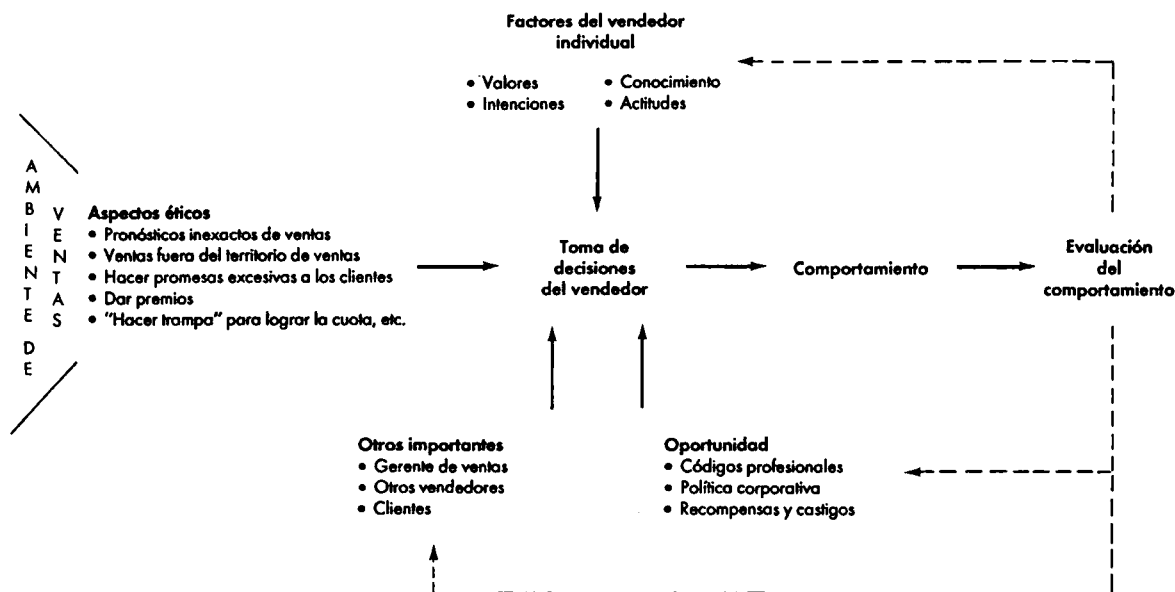 Factores del vendedor
individual
• Valores
• Intenciones
• Conocimiento
• Actitudes
AMBIENTE DE
VENTAS
Aspectos éticos
• Pronósticos inexactos de ventas
• Ventas fuera del territorio de ventas
• Hacer promesas excesivas a los clientes
• Dar premios
• "Hacer trampa" para lograr la cuota, etc.
Toma de
decisiones
del vendedor
Comportamiento
Evaluación
del
comportamiento
Otros importantes
• Gerente de ventas
• Otros vendedores
• Clientes
Oportunidad
• Códigos profesionales
• Política corporativa
• Recompensas y castigos